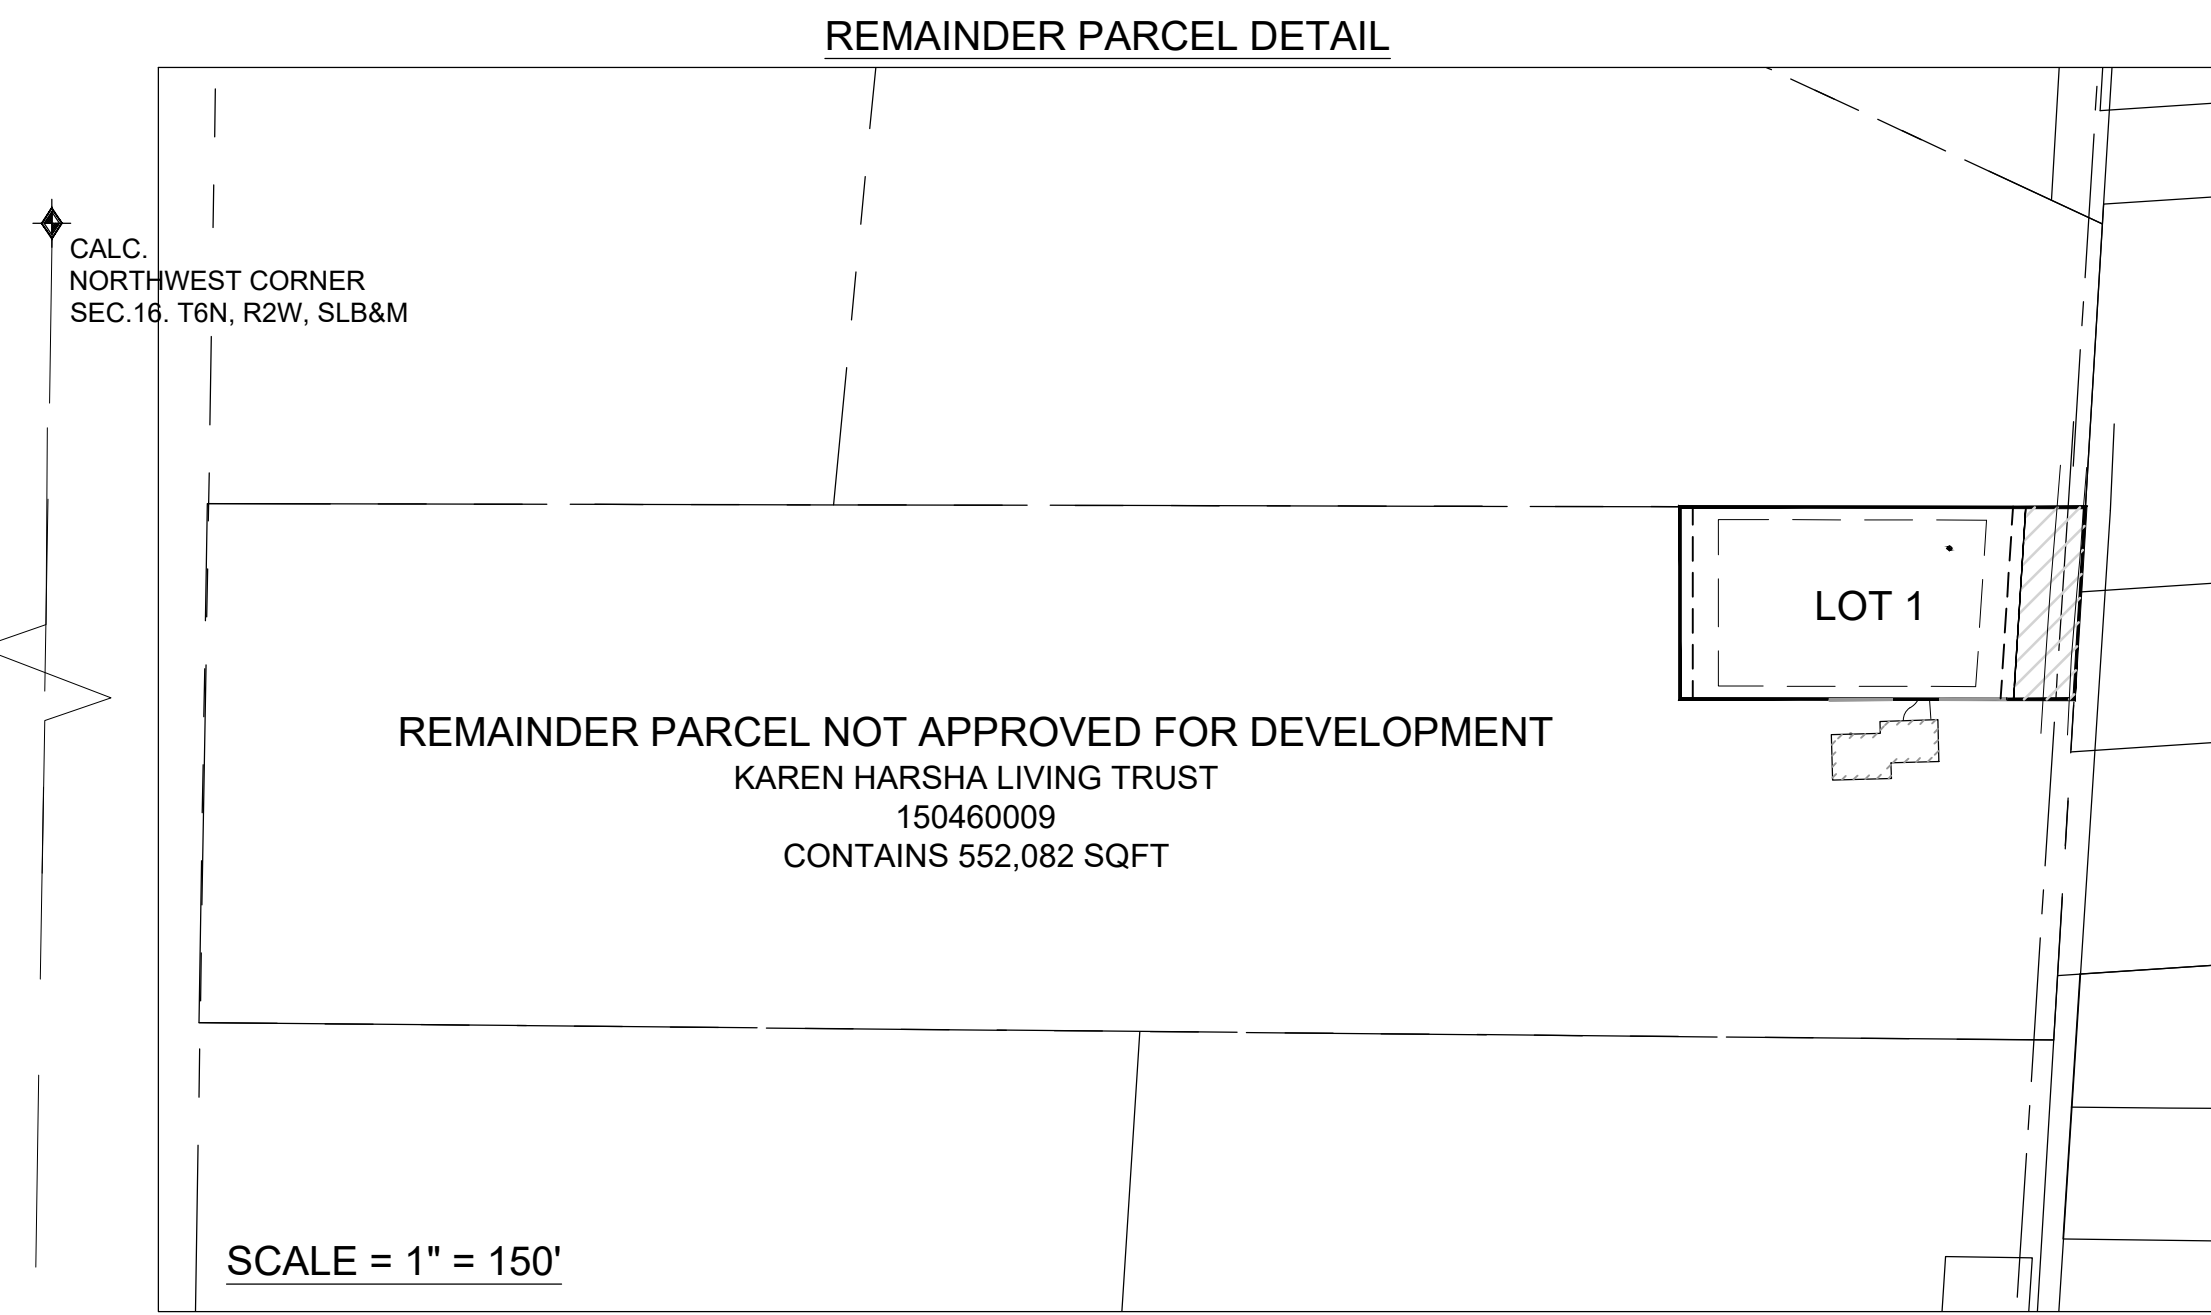 REMAINDER PARCEL DETAIL
CALC.
NORTHWEST CORNER
SEC.16. T6N, R2W, SLB&M
LOT 1
REMAINDER PARCEL NOT APPROVED FOR DEVELOPMENT
KAREN HARSHA LIVING TRUST
150460009
CONTAINS 552,082 SQFT
SCALE = 1" = 150'